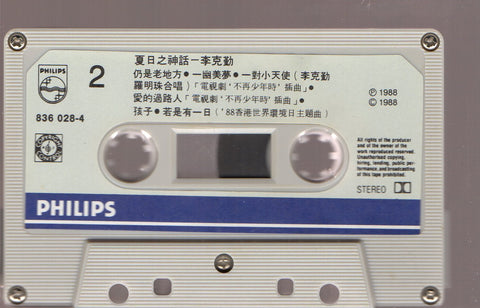 夏日之神話－李克勤
PHILIPS
2
仍是老地方●一幽美夢●一對小天使（李克勤
羅明珠合唱）「電視劇‘不再少年時’插曲」●
愛的過路人「電視劇‘不再少年時’插曲」●
孩子●若是有一日（’88香港世界環境日主題曲）
836 028-4
Ⓟ 1988
© 1988
All rights of the producer
and of the owner of the
work reproduced reserved.
Unauthorised copying,
hiring, lending, public per-
formance, and broadcasting
of this tape prohibited.
STEREO
PHILIPS